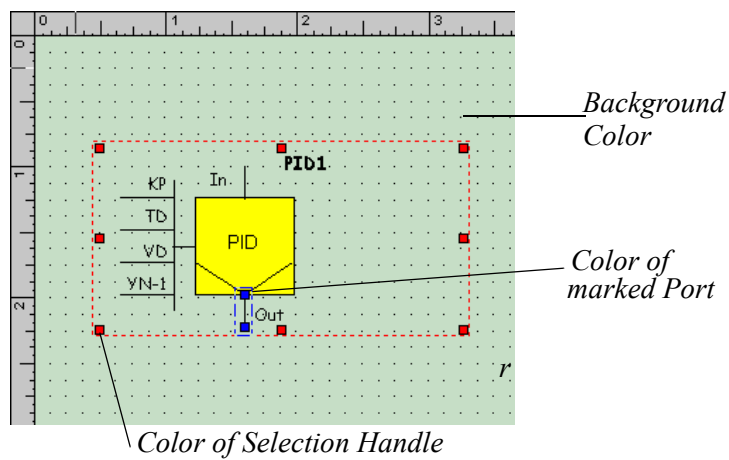 0 1 2 3
0
Background
Color
PID1
1
KP In
TD
VD PID
YN-1
Color of
marked Port
2
Out
r
Color of Selection Handle